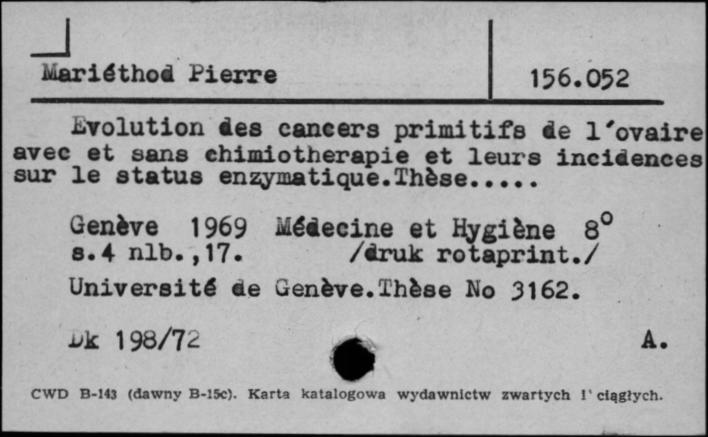 Mariéthod Pierre
156.052
Evolution des cancers primitifs de l'ovaire
avec et sans chimiotherapie et leurs incidences
sur le status enzymatique.Thèse.....
Genève 1969 Médecine et Hygiène 8°
s.4 nlb.,17. /druk rotaprint./
Université de Genève.Thèse No 3162.
Dk 198/72 A.
CWD B-143 (dawny B-15c). Karta katalogowa wydawnictw zwartych i ciągłych.